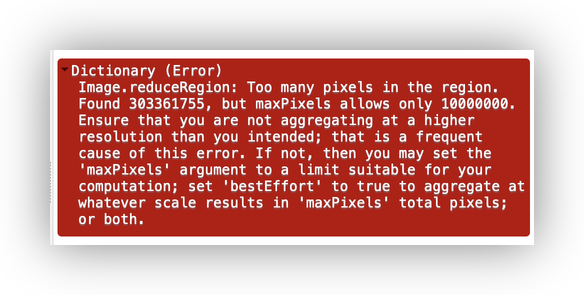 Dictionary (Error)
Image.reduceRegion: Too many pixels in the region.
Found 303361755, but maxPixels allows only 10000000.
Ensure that you are not aggregating at a higher
resolution than you intended; that is a frequent
cause of this error. If not, then you may set the
'maxPixels' argument to a limit suitable for your
computation; set 'bestEffort' to true to aggregate at
whatever scale results in 'maxPixels' total pixels;
or both.